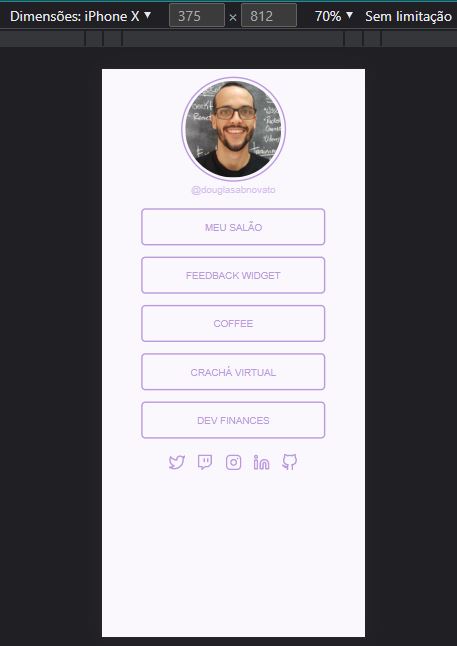 Dimensões: iPhone X ▼ 375 × 812 70% ▼ Sem limitação
@douglasabnovato
MEU SALÃO
FEEDBACK WIDGET
COFFEE
CRACHÁ VIRTUAL
DEV FINANCES